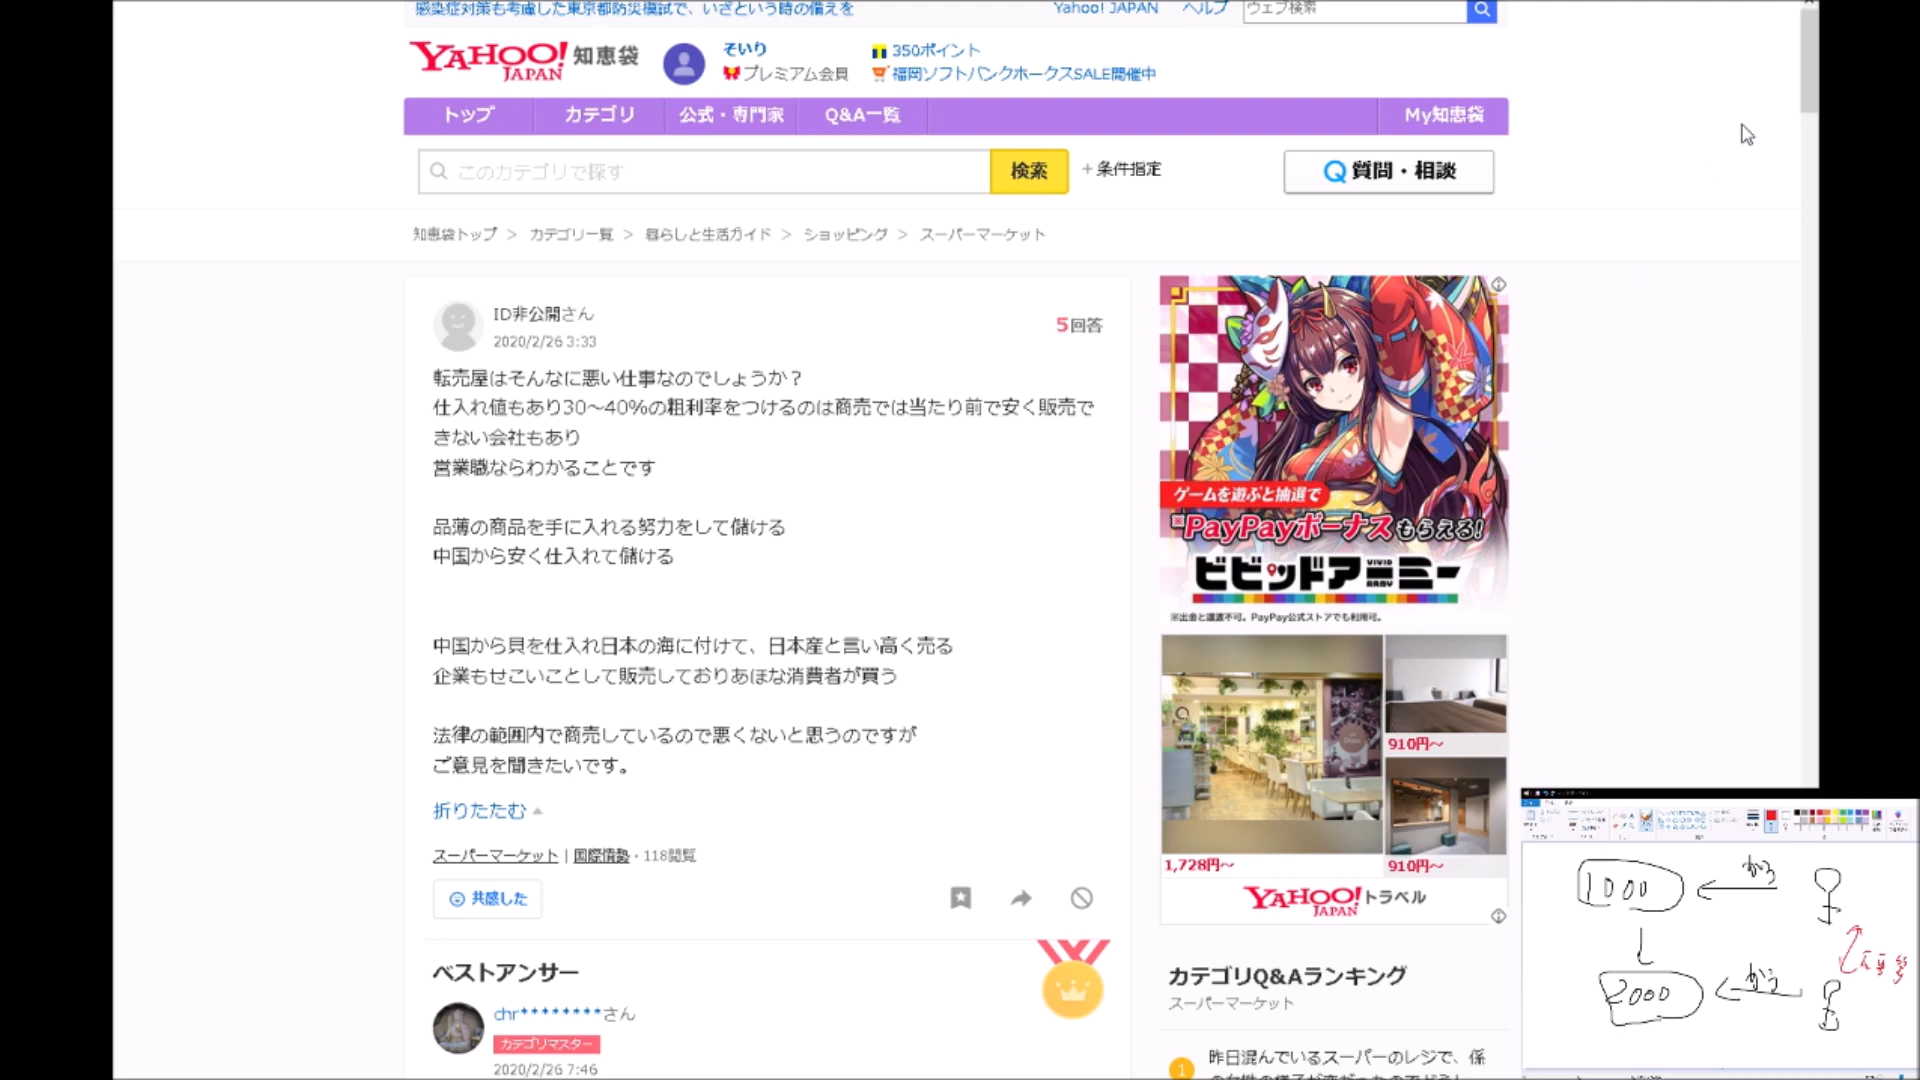 感染症対策も考慮した東京都防災模試で、いざという時の備えを
Yahoo! JAPAN ヘルプ
ウェブ検索
YAHOO! JAPAN 知恵袋
そいり
プレミアム会員
350ポイント
福岡ソフトバンクホークスSALE開催中
トップ カテゴリ 公式・専門家 Q&A一覧 My知恵袋
このカテゴリで探す
検索
+条件指定
質問・相談
知恵袋トップ > カテゴリ一覧 > 暮らしと生活ガイド > ショッピング > スーパーマーケット
ID非公開さん
2020/2/26 3:33
5回答
転売屋はそんなに悪い仕事なのでしょうか？
仕入れ値もあり30～40%の粗利率をつけるのは商売では当たり前で安く販売で
きない会社もあり
営業職ならわかることです
品薄の商品を手に入れる努力をして儲ける
中国から安く仕入れて儲ける
中国から貝を仕入れ日本の海に付けて、日本産と言い高く売る
企業もせこいことして販売しておりあほな消費者が買う
法律の範囲内で商売しているので悪くないと思うのですが
ご意見を聞きたいです。
折りたたむ
スーパーマーケット | 国際情勢・118閲覧
共感した
ベストアンサー
chr********さん
カテゴリマスター
2020/2/26 7:46
ゲームを遊ぶと抽選で
※PayPayボーナスもらえる!
ビビッドアーミー
VIVID ARMY
※出金と譲渡不可。PayPay公式ストアでも利用可。
1,728円～
910円～
910円～
YAHOO! JAPAN トラベル
カテゴリQ&Aランキング
スーパーマーケット
1
昨日混んでいるスーパーのレジで、係
1000
2000